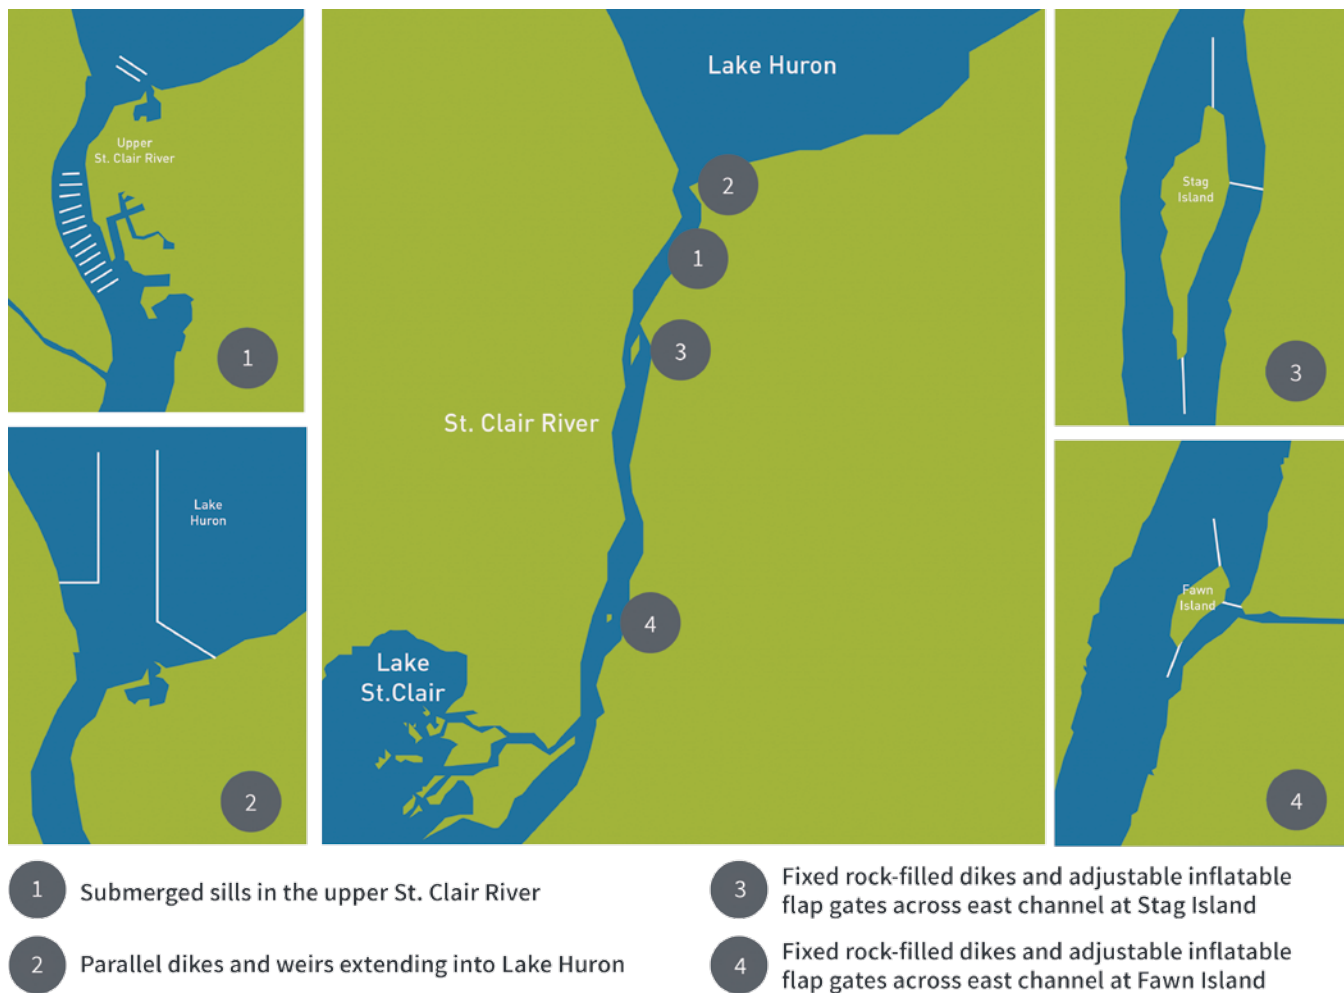 Upper
St. Clair River
1
Lake
Huron
2
Lake Huron
2
1
3
St. Clair River
4
Lake
St.Clair
Stag
Island
3
Fawn
Island
4
1
Submerged sills in the upper St. Clair River
2
Parallel dikes and weirs extending into Lake Huron
3
Fixed rock-filled dikes and adjustable inflatable
flap gates across east channel at Stag Island
4
Fixed rock-filled dikes and adjustable inflatable
flap gates across east channel at Fawn Island